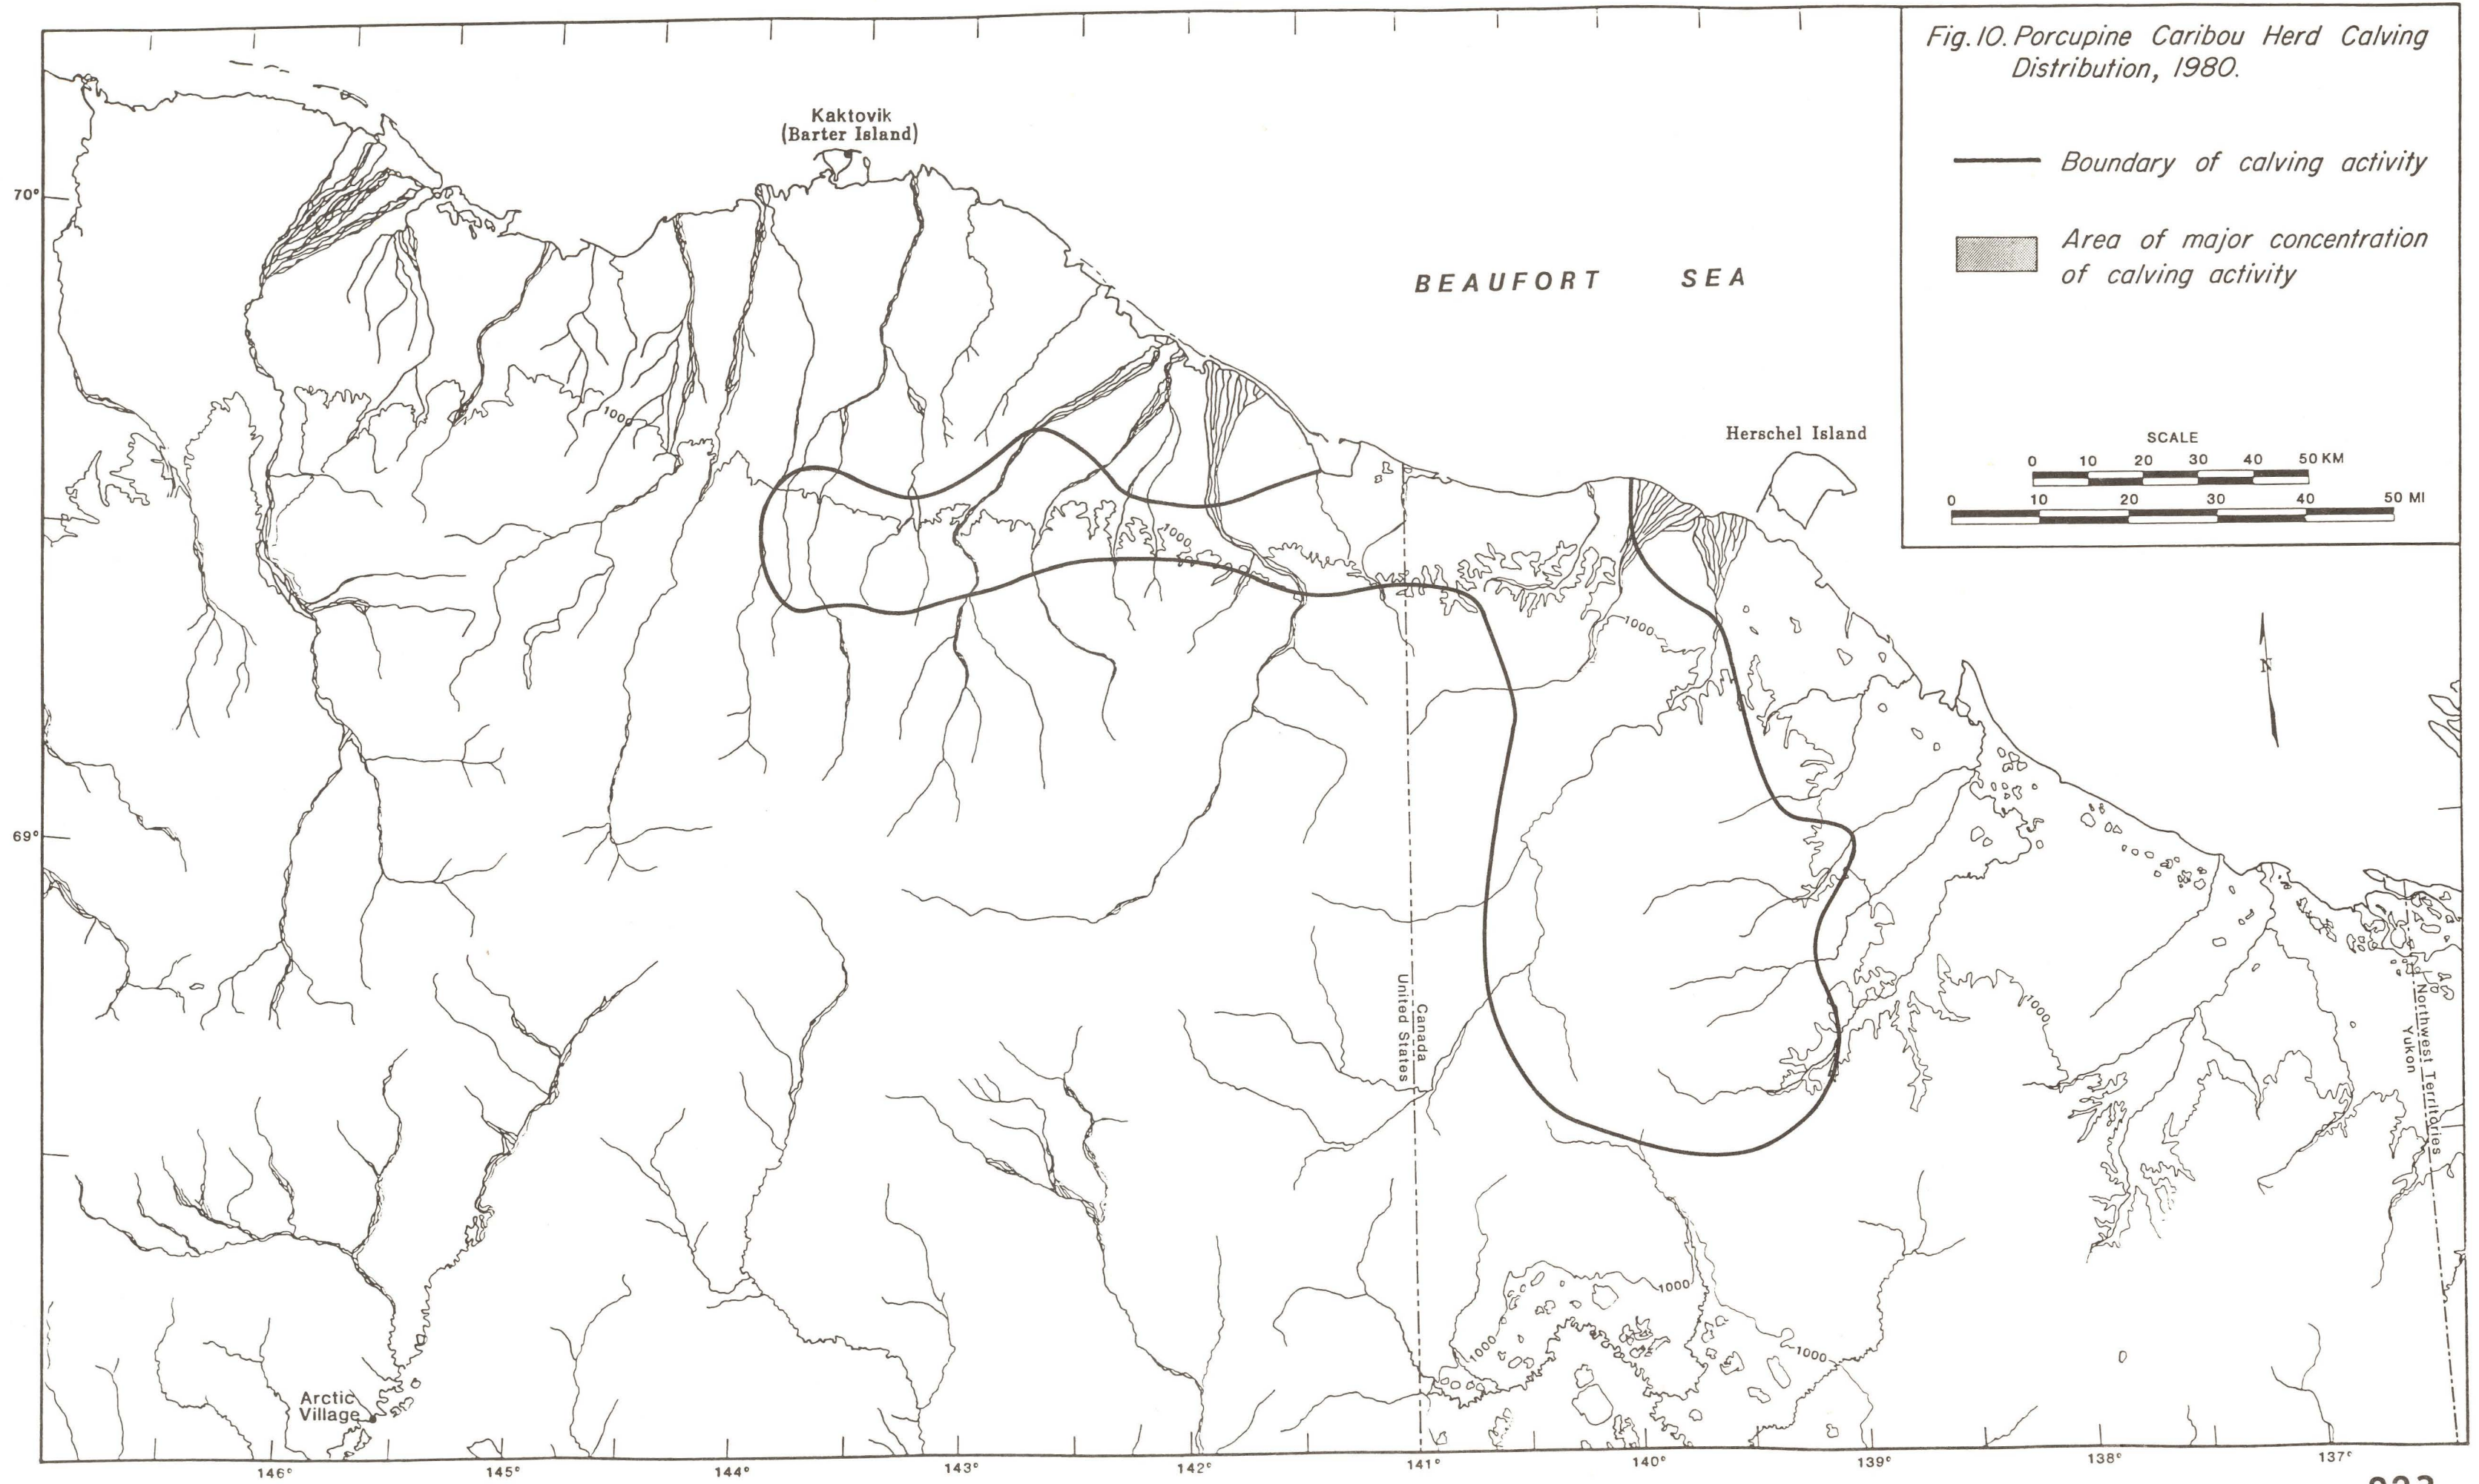 Fig. 10. Porcupine Caribou Herd Calving
Distribution, 1980.
Boundary of calving activity
Area of major concentration
of calving activity
SCALE
0 10 20 30 40 50 KM
0 10 20 30 40 50 MI
Kaktovik
(Barter Island)
70°
BEAUFORT SEA
1000
Herschel Island
1000
1000
N
69°
Canada
United States
1000
Northwest Territories
Yukon
1000
1000
1000
Arctic
Village
146° 145° 144° 143° 142° 141° 140° 139° 138° 137°